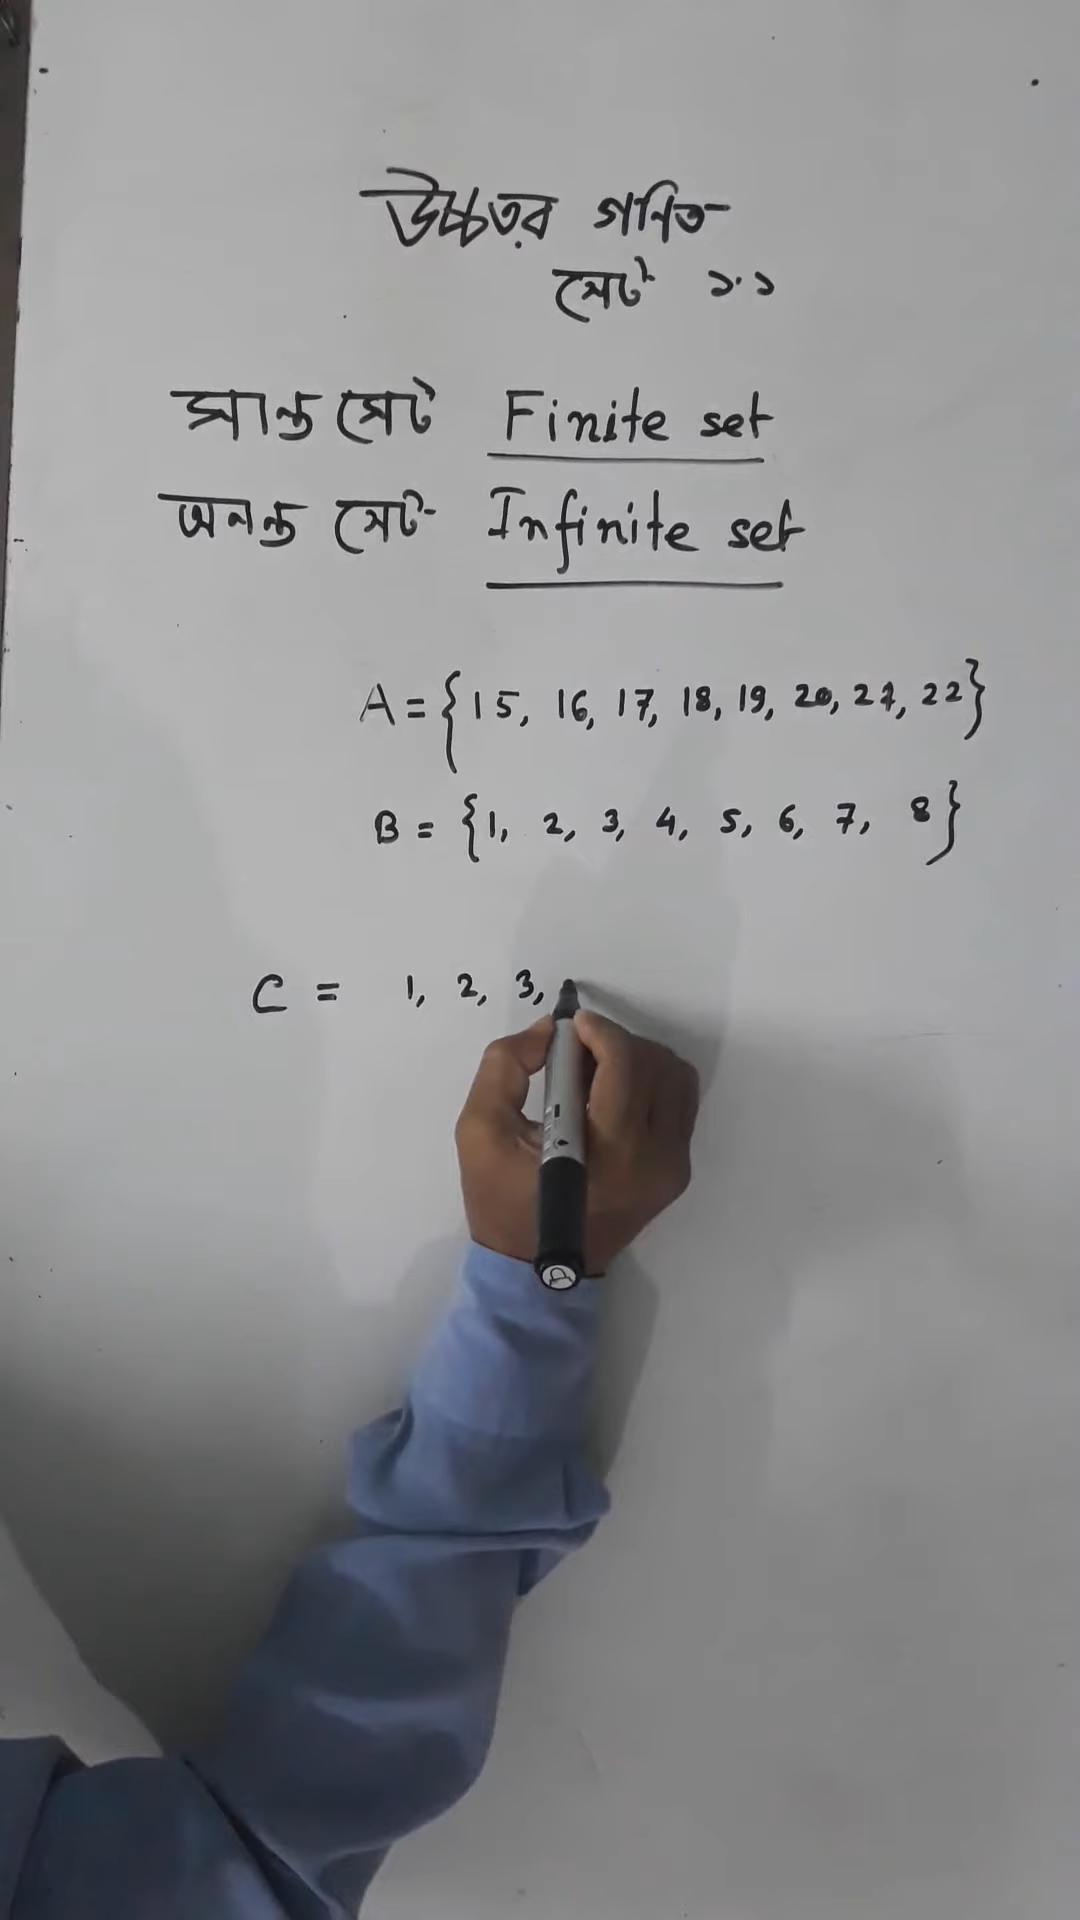 উচ্চতর গণিত
সেট ১.১
সান্ত সেট Finite set
অনন্ত সেট Infinite set
A = {15, 16, 17, 18, 19, 20, 21, 22}
B = {1, 2, 3, 4, 5, 6, 7, 8}
C = 1, 2, 3,